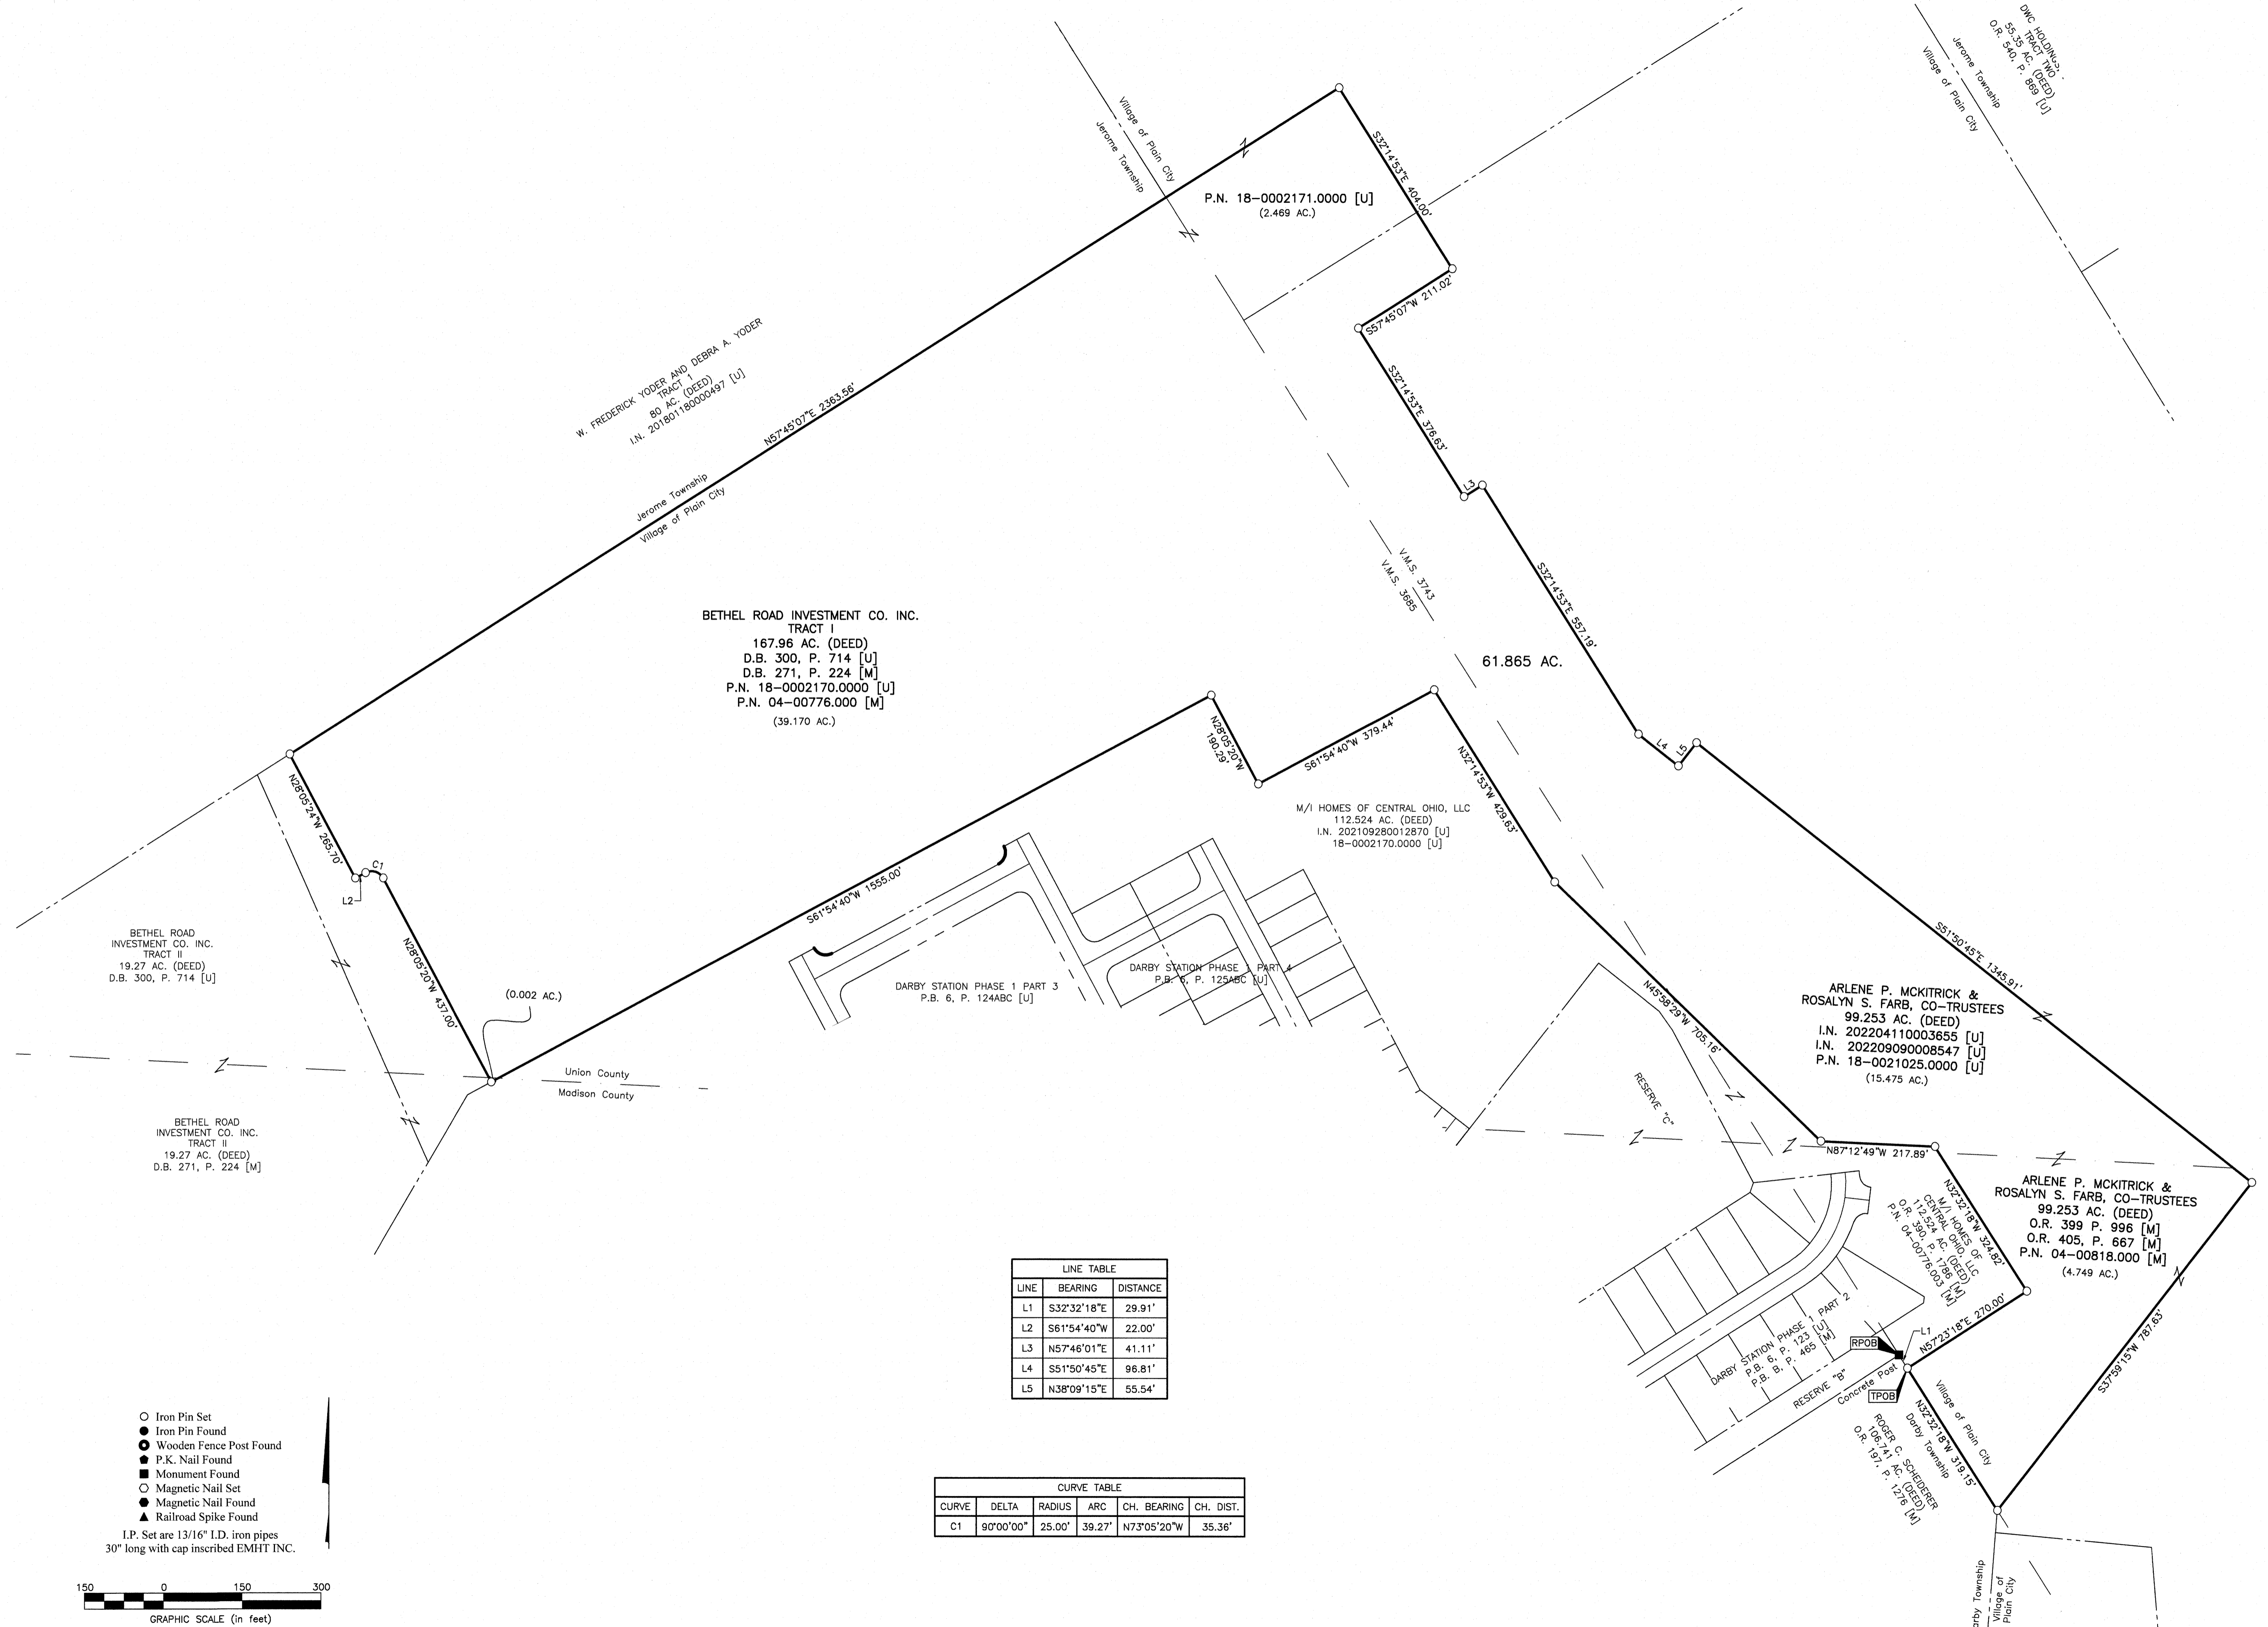 DWC HOLDINGS,
TRACT TWO
55.35 AC. (DEED)
O.R. 540, P. 869 [U]
Jerome Township
Village of Plain City
Village of Plain City
Jerome Township
S32°14'53"E 404.00'
P.N. 18-0002171.0000 [U]
(2.469 AC.)
S57°45'07"W 211.02'
W. FREDERICK YODER AND DEBRA A. YODER
TRACT 1
80 AC. (DEED)
I.N. 201801180000497 [U]
N57°45'07"E 2363.56'
Jerome Township
Village of Plain City
S32°14'53"E 376.63'
L3
S32°14'53"E 557.19'
V.M.S. 3743
V.M.S. 3685
61.865 AC.
BETHEL ROAD INVESTMENT CO. INC.
TRACT I
167.96 AC. (DEED)
D.B. 300, P. 714 [U]
D.B. 271, P. 224 [M]
P.N. 18-0002170.0000 [U]
P.N. 04-00776.000 [M]
(39.170 AC.)
N28°05'20"W
190.29'
S61°54'40"W 379.44'
N32°14'53"W 429.63'
L4
L5
M/I HOMES OF CENTRAL OHIO, LLC
112.524 AC. (DEED)
I.N. 202109280012870 [U]
18-0002170.0000 [U]
N28°05'24"W 265.70'
C1
L2
S61°54'40"W 1555.00'
BETHEL ROAD
INVESTMENT CO. INC.
TRACT II
19.27 AC. (DEED)
D.B. 300, P. 714 [U]
N28°05'20"W 437.00'
(0.002 AC.)
DARBY STATION PHASE 1 PART 3
P.B. 6, P. 124ABC [U]
DARBY STATION PHASE 1 PART 4
P.B. 6, P. 125ABC [U]
S51°50'45"E 1345.91'
N45°58'29"W 705.16'
ARLENE P. MCKITRICK &
ROSALYN S. FARB, CO-TRUSTEES
99.253 AC. (DEED)
I.N. 202204110003655 [U]
I.N. 202209090008547 [U]
P.N. 18-0021025.0000 [U]
(15.475 AC.)
Union County
Madison County
RESERVE "C"
BETHEL ROAD
INVESTMENT CO. INC.
TRACT II
19.27 AC. (DEED)
D.B. 271, P. 224 [M]
N87°12'49"W 217.89'
N32°32'18"W 324.82'
M/I HOMES OF
CENTRAL OHIO, LLC
112.524 AC. (DEED)
O.R. 390, P. 1786 [M]
P.N. 04-00776.003 [M]
ARLENE P. MCKITRICK &
ROSALYN S. FARB, CO-TRUSTEES
99.253 AC. (DEED)
O.R. 399 P. 996 [M]
O.R. 405, P. 667 [M]
P.N. 04-00818.000 [M]
(4.749 AC.)
LINE TABLE
LINE BEARING DISTANCE
L1 S32°32'18"E 29.91'
L2 S61°54'40"W 22.00'
L3 N57°46'01"E 41.11'
L4 S51°50'45"E 96.81'
L5 N38°09'15"E 55.54'
DARBY STATION PHASE 1 PART 2
P.B. 6, P. 123 [U]
P.B. B, P. 465 [M]
RPOB
L1
N57°23'18"E 270.00'
RESERVE "B"
Concrete Post
TPOB
S37°59'15"W 787.63'
Village of Plain City
N32°32'18"W 319.15'
Darby Township
ROGER C. SCHEIDERER
106.741 AC. (DEED)
O.R. 197, P. 1276 [M]
CURVE TABLE
CURVE DELTA RADIUS ARC CH. BEARING CH. DIST.
C1 90°00'00" 25.00' 39.27' N73°05'20"W 35.36'
Iron Pin Set
Iron Pin Found
Wooden Fence Post Found
P.K. Nail Found
Monument Found
Magnetic Nail Set
Magnetic Nail Found
Railroad Spike Found
I.P. Set are 13/16" I.D. iron pipes
30" long with cap inscribed EMHT INC.
150 0 150 300
GRAPHIC SCALE (in feet)
arby Township
Village of
Plain City